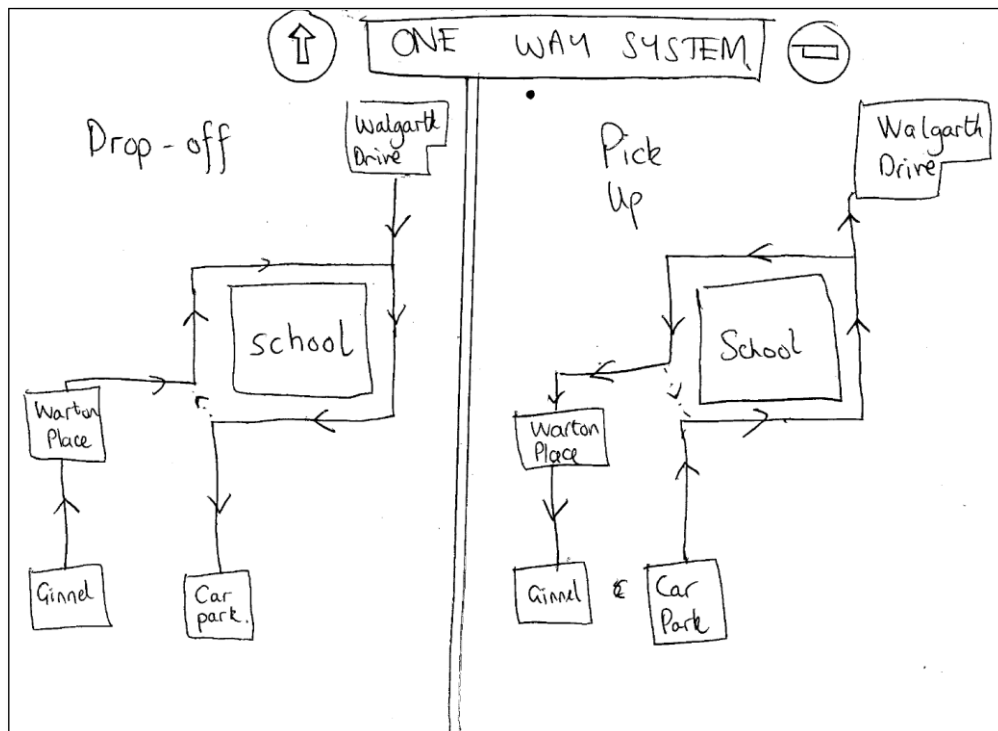 ONE WAY SYSTEM
Drop-off
Walgarth
Drive
school
Warton
Place
Ginnel
Car
park.
Pick
Up
Walgarth
Drive
School
Warton
Place
Ginnel
Car
Park